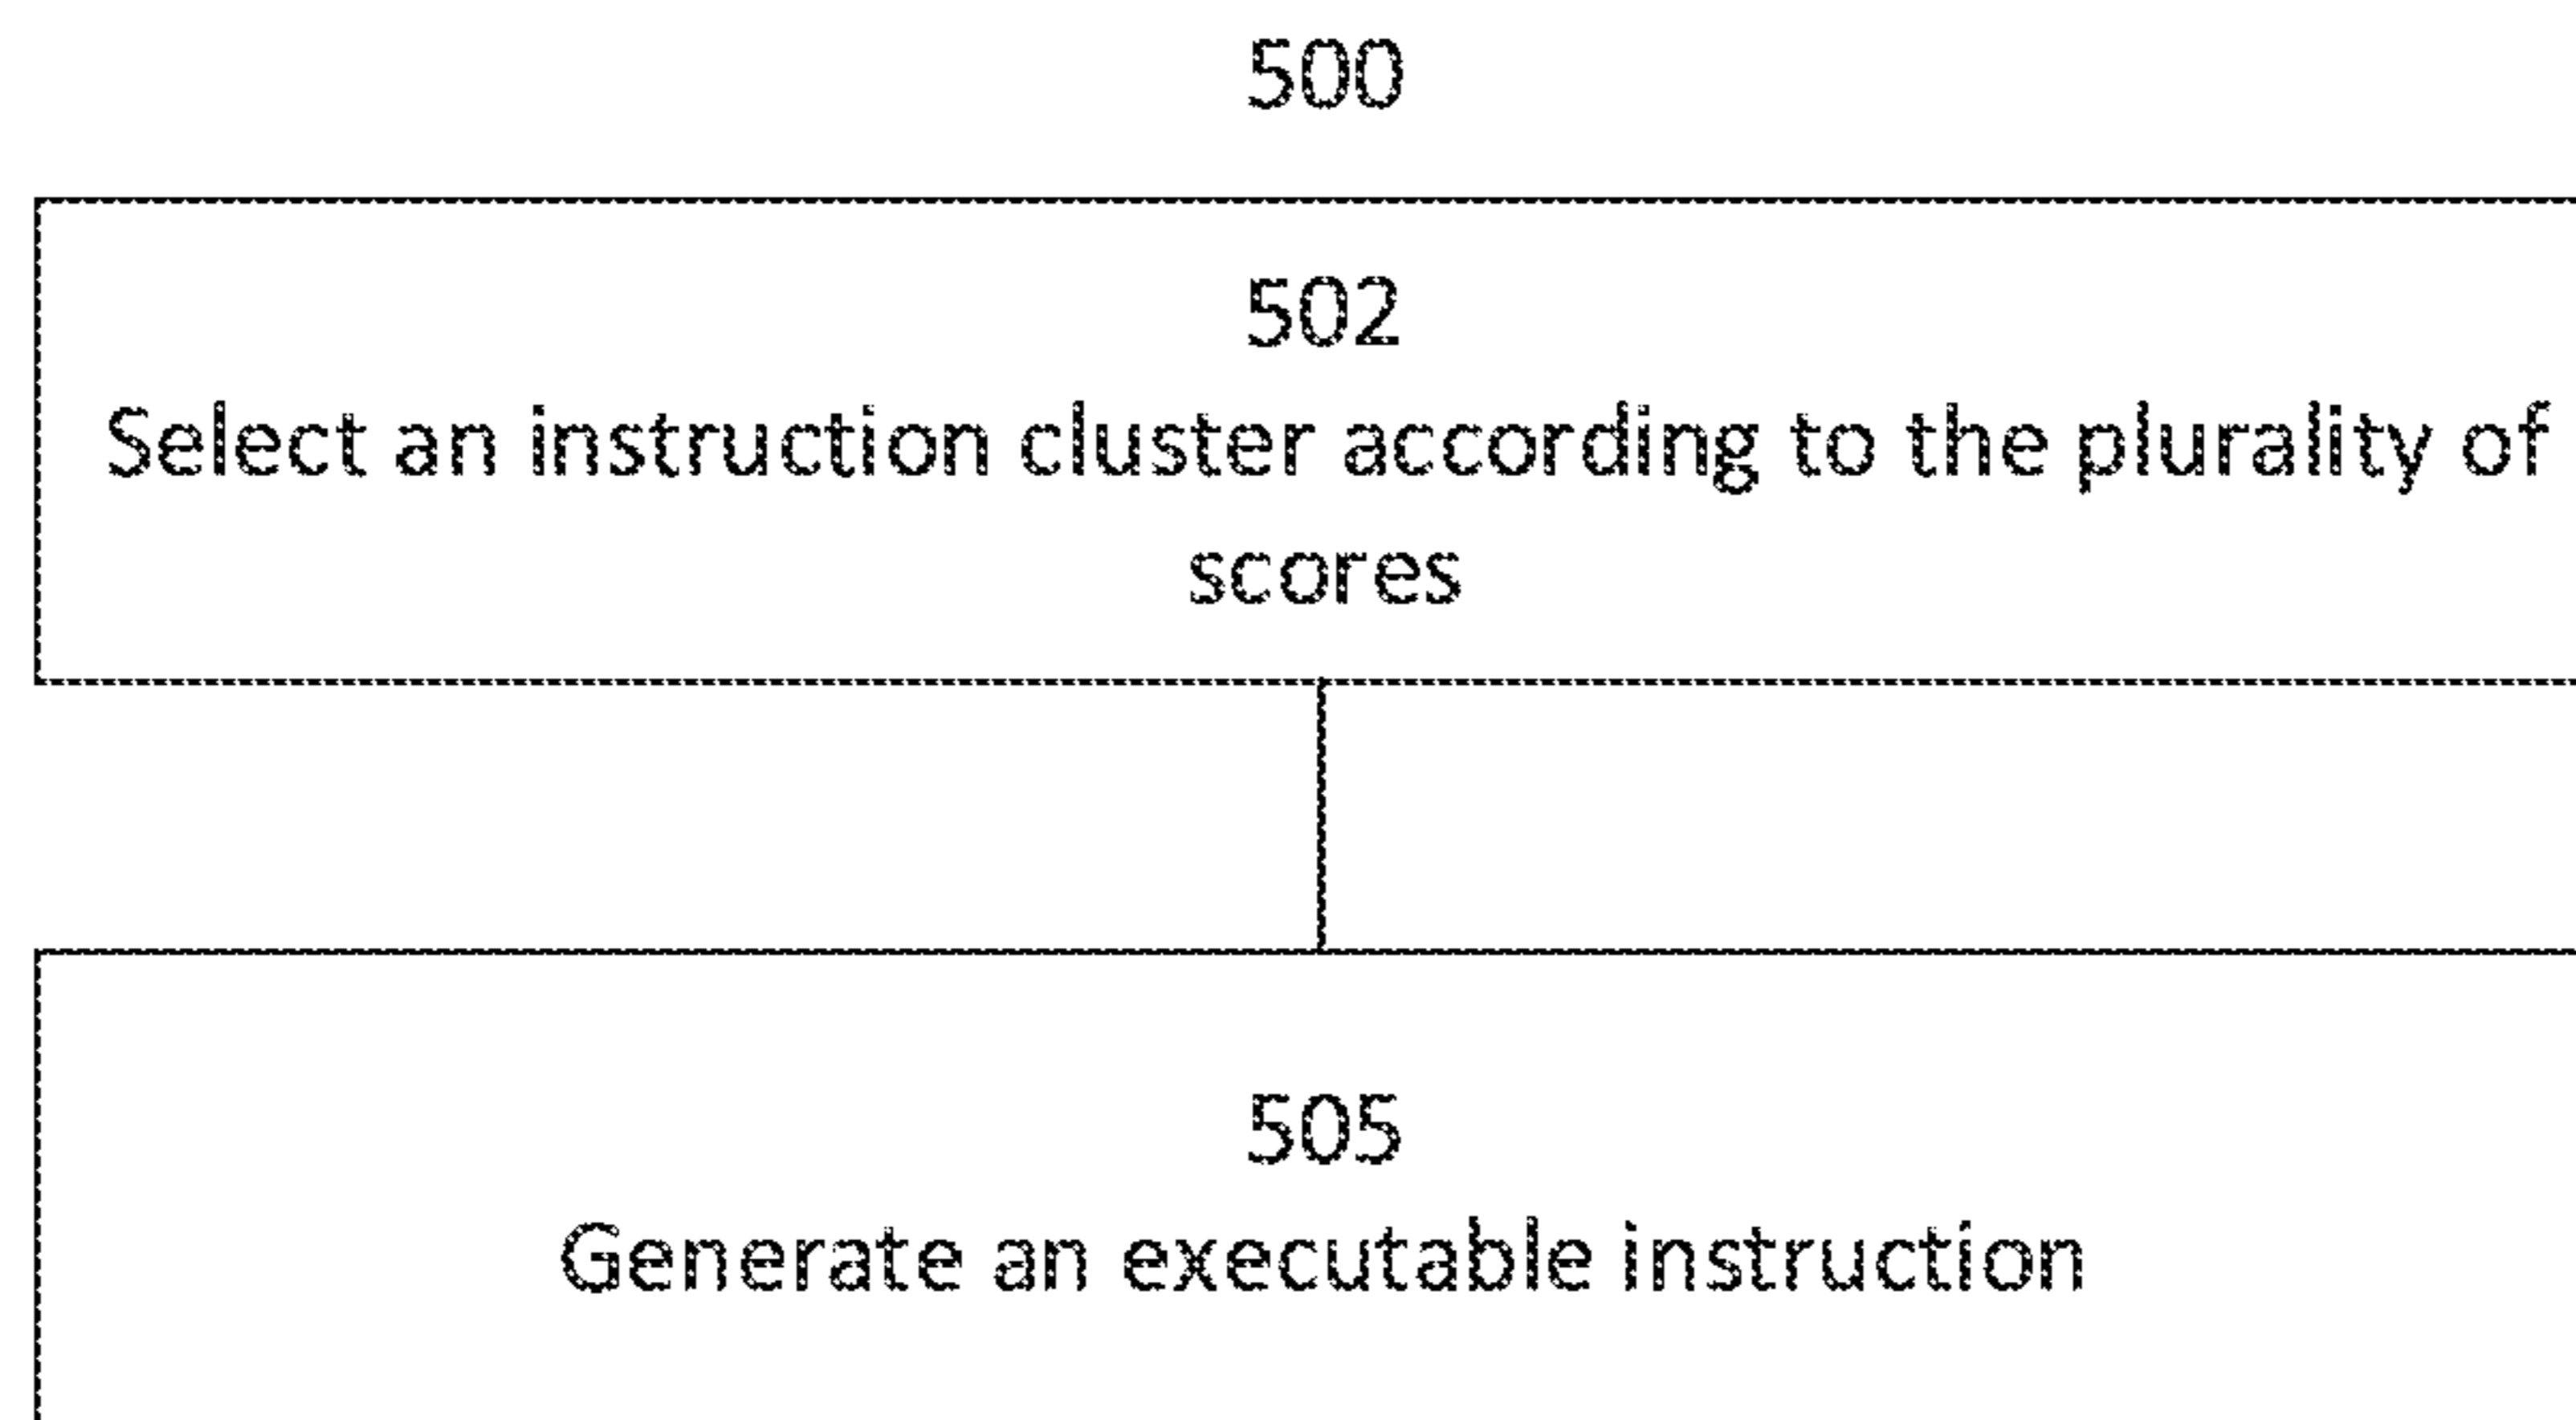 500
502
Select an instruction cluster according to the plurality of
scores
505
Generate an executable instruction